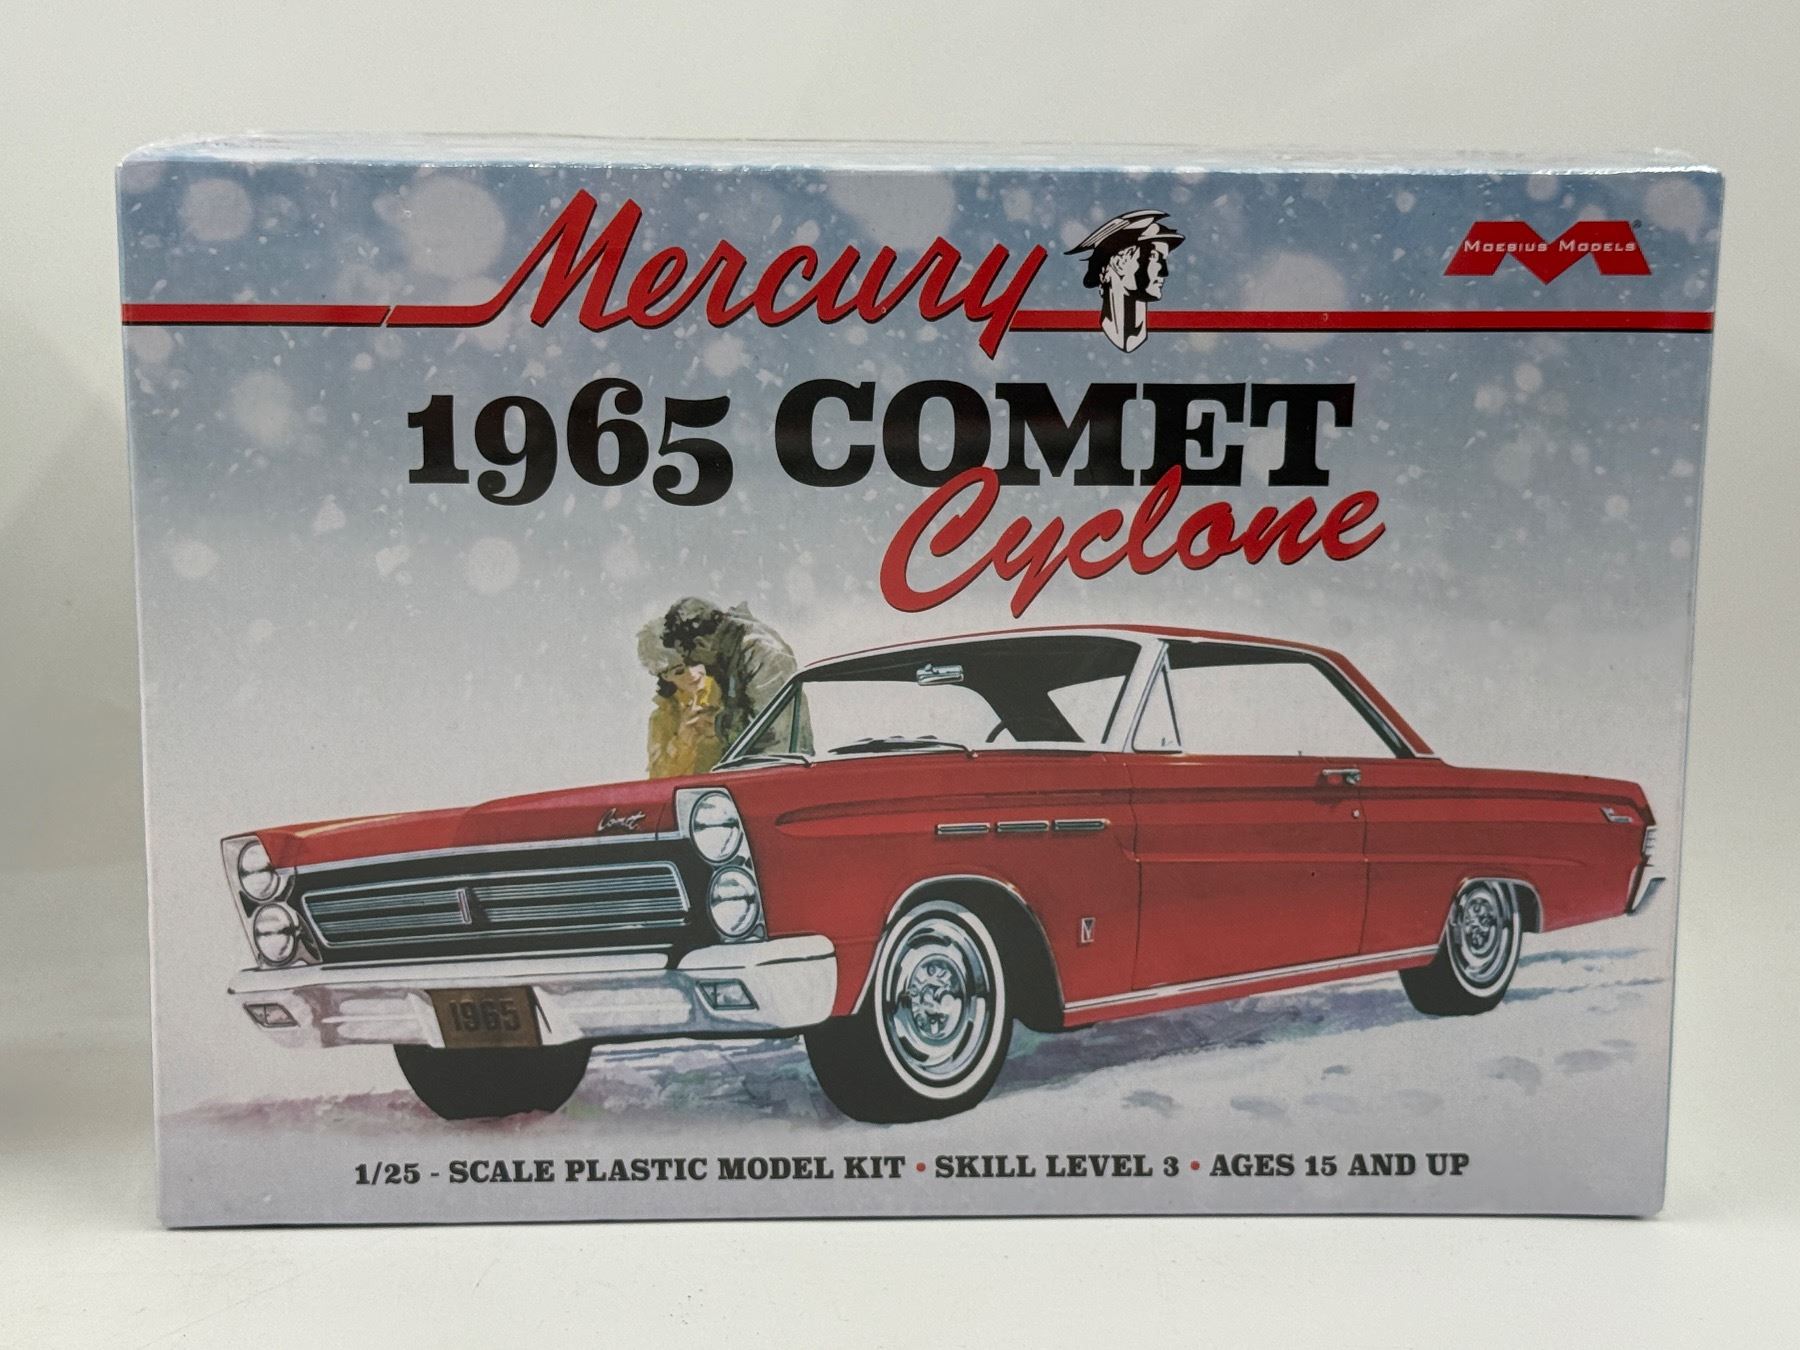 Mercury
MOEBIUS MODELS®
1965 COMET
Cyclone
Comet
1965
1/25 - SCALE PLASTIC MODEL KIT • SKILL LEVEL 3 • AGES 15 AND UP